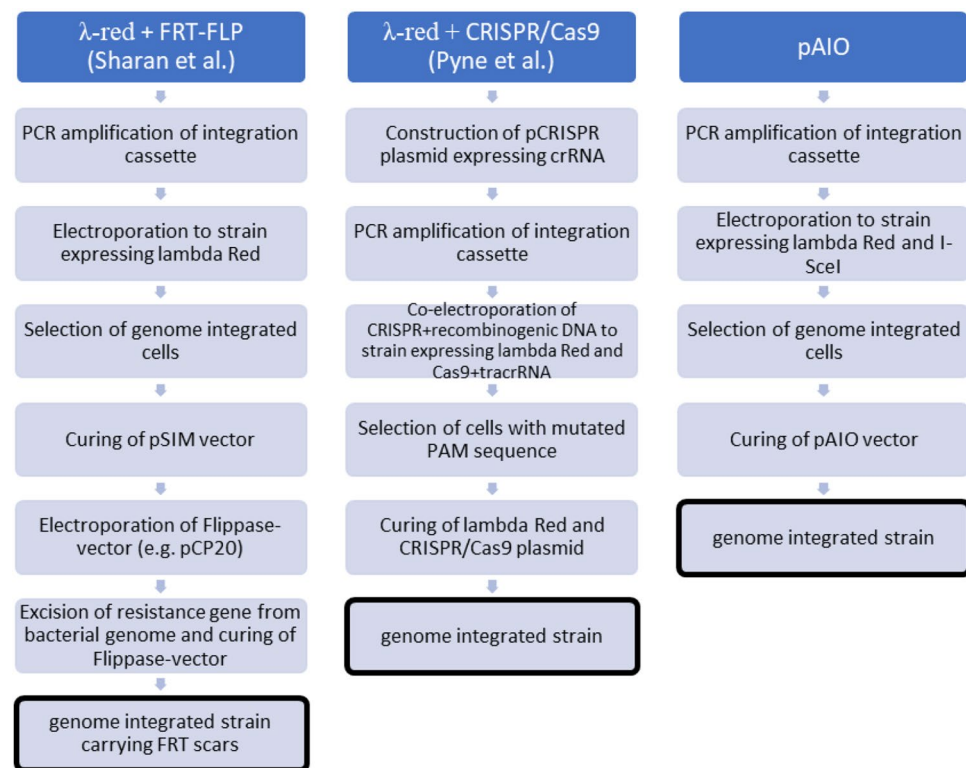 λ-red + FRT-FLP
(Sharan et al.)
PCR amplification of integration
cassette
Electroporation to strain
expressing lambda Red
Selection of genome integrated
cells
Curing of pSIM vector
Electroporation of Flippase-
vector (e.g. pCP20)
Excision of resistance gene from
bacterial genome and curing of
Flippase-vector
genome integrated strain
carrying FRT scars
λ-red + CRISPR/Cas9
(Pyne et al.)
Construction of pCRISPR
plasmid expressing crRNA
PCR amplification of integration
cassette
Co-electroporation of
CRISPR+recombinogenic DNA to
strain expressing lambda Red and
Cas9+tracrRNA
Selection of cells with mutated
PAM sequence
Curing of lambda Red and
CRISPR/Cas9 plasmid
genome integrated strain
pAIO
PCR amplification of integration
cassette
Electroporation to strain
expressing lambda Red and I-
SceI
Selection of genome integrated
cells
Curing of pAIO vector
genome integrated strain